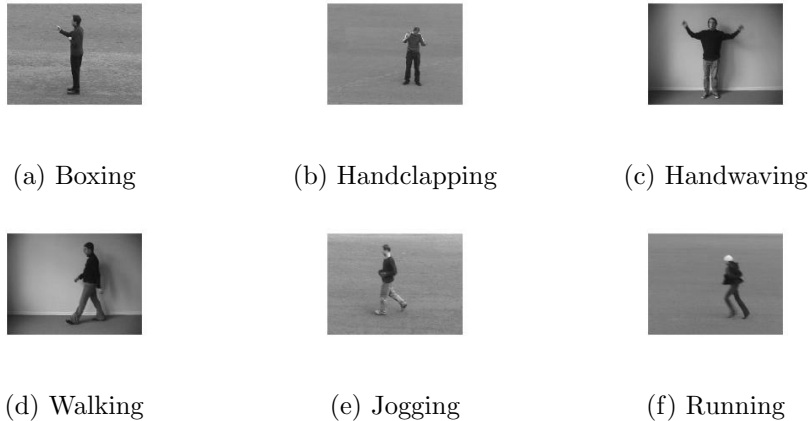 (a) Boxing
(b) Handclapping
(c) Handwaving
(d) Walking
(e) Jogging
(f) Running